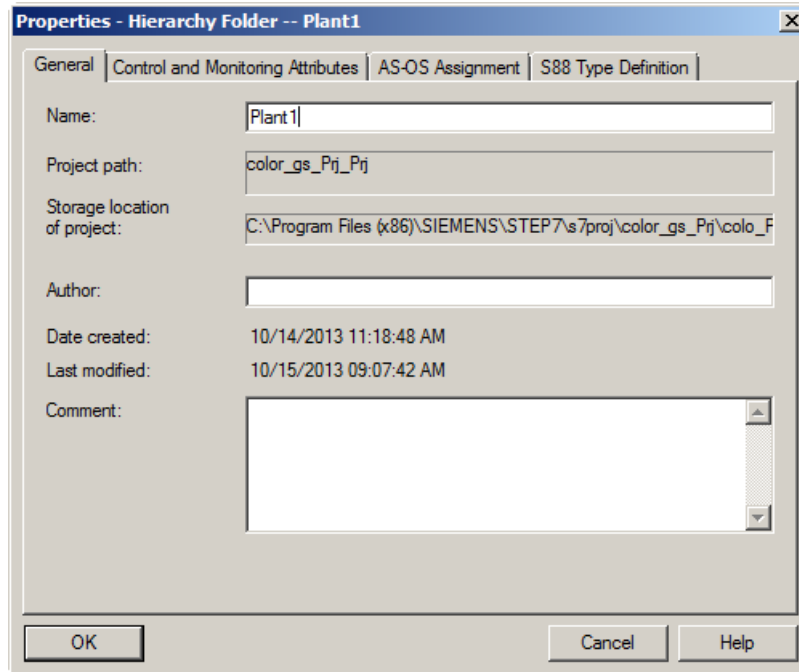 Properties - Hierarchy Folder -- Plant1
General Control and Monitoring Attributes AS-OS Assignment S88 Type Definition
Name: Plant1
Project path: color_gs_Prj_Prj
Storage location
of project: C:\Program Files (x86)\SIEMENS\STEP7\s7proj\color_gs_Prj\colo_F
Author:
Date created: 10/14/2013 11:18:48 AM
Last modified: 10/15/2013 09:07:42 AM
Comment:
OK Cancel Help